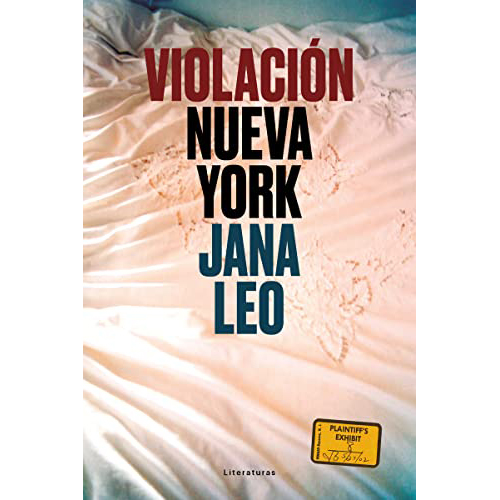 VIOLACIÓN
NUEVA
YORK
JANA
LEO
PLAINTIFF'S
EXHIBIT
Literaturas